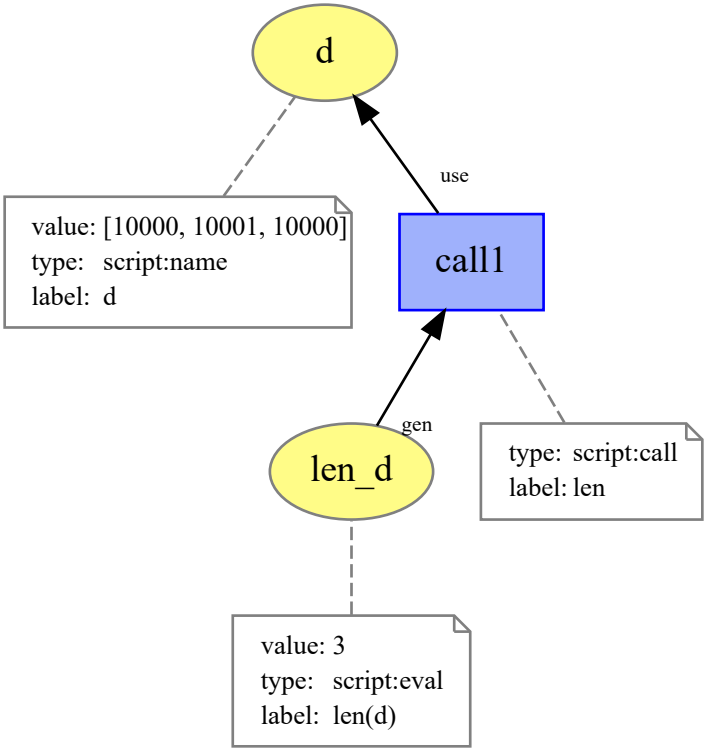 d
use
value: [10000, 10001, 10000]
type: script:name
label: d
call1
gen
len_d
type: script:call
label: len
value: 3
type: script:eval
label: len(d)